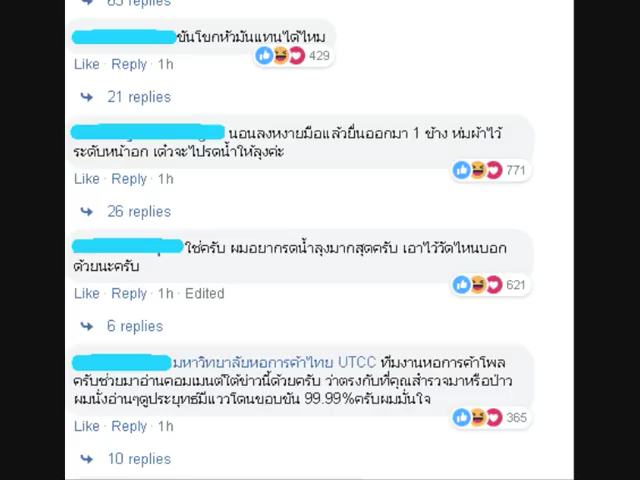 65 replies
ขันโขกหัวมันแทนได้ไหม
429
Like · Reply · 1h
21 replies
นอนลงหงายมือแล้วยื่นออกมา 1 ข้าง ห่มผ้าไว้
ระดับหน้าอก เดี๋วจะไปรดน้ำให้ลุงค่ะ
771
Like · Reply · 1h
26 replies
ใช่ครับ ผมอยากรดน้ำลุงมากสุดครับ เอาไว้วัดไหนบอก
ด้วยนะครับ
621
Like · Reply · 1h · Edited
6 replies
มหาวิทยาลัยหอการค้าไทย UTCC ทีมงานหอการค้าโพล
ครับช่วยมาอ่านคอมเมนต์ใต้ข่าวนี้ด้วยครับ ว่าตรงกับที่คุณสำรวจมาหรือป่าว
ผมนั่งอ่านๆดูประยุทธ์มีแววโดนขอบขัน 99.99%ครับผมมั่นใจ
365
Like · Reply · 1h
10 replies